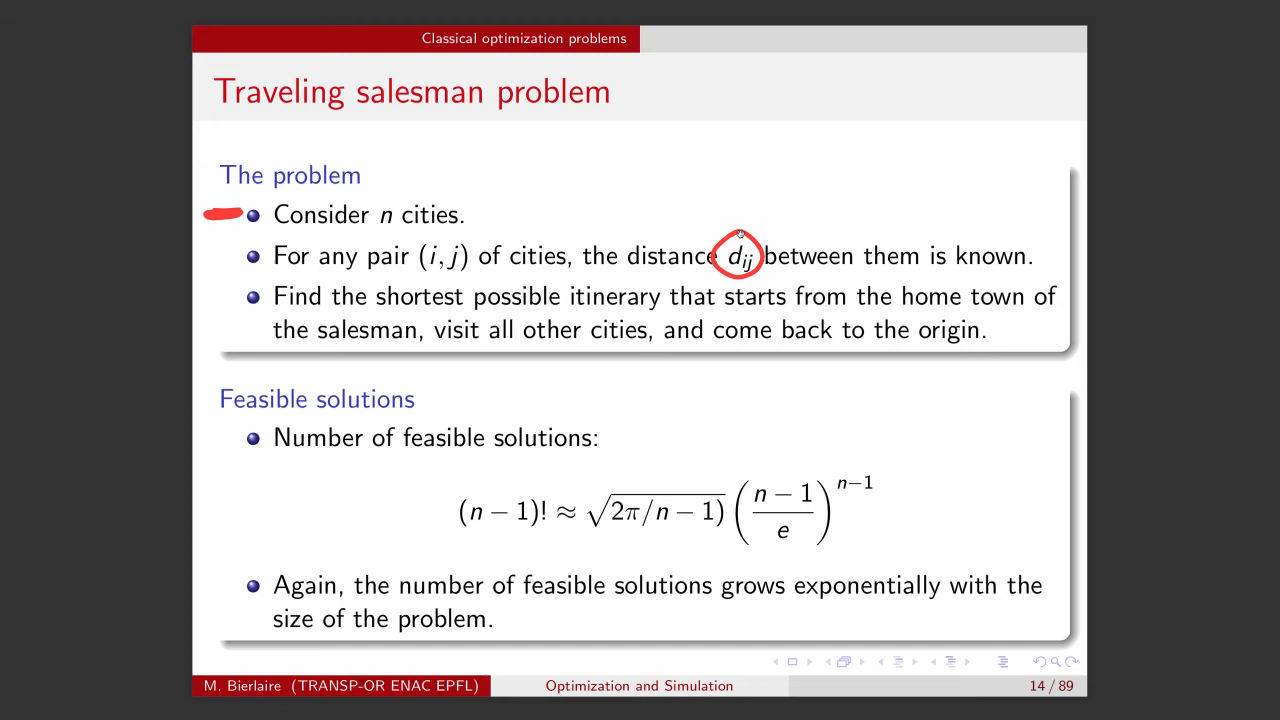 Classical optimization problems
Traveling salesman problem
The problem
Consider n cities.
For any pair (i, j) of cities, the distance d_ij between them is known.
Find the shortest possible itinerary that starts from the home town of
the salesman, visit all other cities, and come back to the origin.
Feasible solutions
Number of feasible solutions:
(n − 1)! ≈ √2π/n − 1) ((n − 1)/e)^(n−1)
Again, the number of feasible solutions grows exponentially with the
size of the problem.
M. Bierlaire (TRANSP-OR ENAC EPFL) Optimization and Simulation 14 / 89